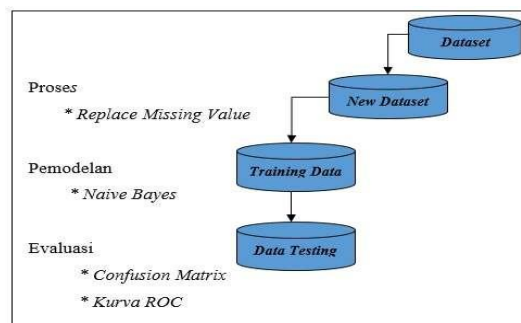 Dataset
Proses
* Replace Missing Value
New Dataset
Pemodelan
* Naive Bayes
Training Data
Evaluasi
* Confusion Matrix
* Kurva ROC
Data Testing